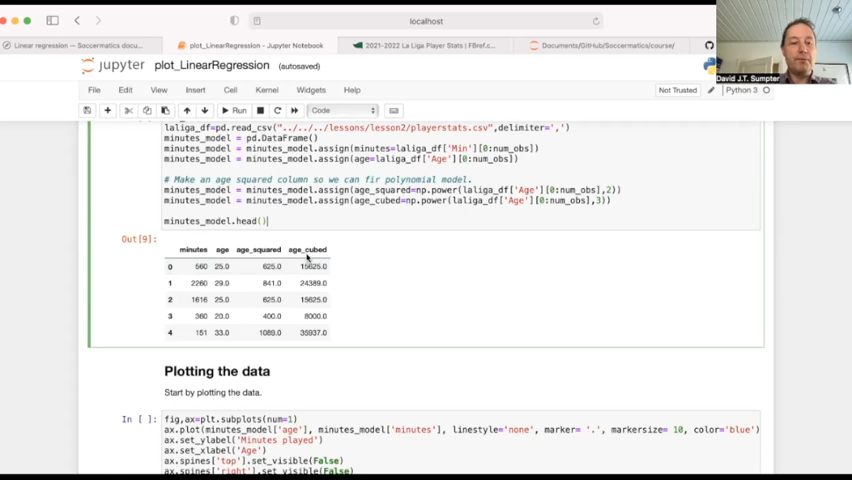 localhost
Linear regression — Soccermatics docu...
plot_LinearRegression - Jupyter Notebook
2021-2022 La Liga Player Stats | FBref.c...
Documents/GitHub/Soccermatics/course/
David J.T. Sumpter
jupyter plot_LinearRegression (autosaved)
File Edit View Insert Cell Kernel Widgets Help
Not Trusted Python 3
Run Code
laliga_df=pd.read_csv("../../../lessons/lesson2/playerstats.csv",delimiter=',')
minutes_model = pd.DataFrame()
minutes_model = minutes_model.assign(minutes=laliga_df['Min'][0:num_obs])
minutes_model = minutes_model.assign(age=laliga_df['Age'][0:num_obs])
# Make an age squared column so we can fir polynomial model.
minutes_model = minutes_model.assign(age_squared=np.power(laliga_df['Age'][0:num_obs],2))
minutes_model = minutes_model.assign(age_cubed=np.power(laliga_df['Age'][0:num_obs],3))
minutes_model.head()
Out[9]:
minutes age age_squared age_cubed
0 560 25.0 625.0 15625.0
1 2260 29.0 841.0 24389.0
2 1616 25.0 625.0 15625.0
3 360 20.0 400.0 8000.0
4 151 33.0 1089.0 35937.0
Plotting the data
Start by plotting the data.
In [ ]: fig,ax=plt.subplots(num=1)
ax.plot(minutes_model['age'], minutes_model['minutes'], linestyle='none', marker= '.', markersize= 10, color='blue')
ax.set_ylabel('Minutes played')
ax.set_xlabel('Age')
ax.spines['top'].set_visible(False)
ax.spines['right'].set_visible(False)